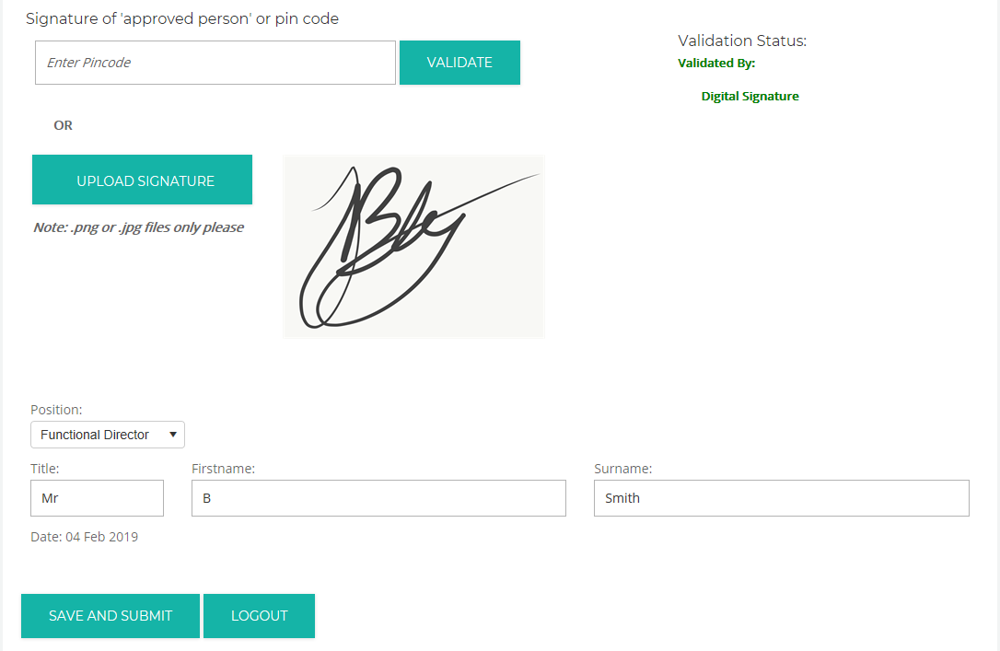 Signature of 'approved person' or pin code
Enter Pincode
VALIDATE
Validation Status:
Validated By:
Digital Signature
OR
UPLOAD SIGNATURE
Note: .png or .jpg files only please
Position:
Functional Director
Title:
Firstname:
Surname:
Mr
B
Smith
Date: 04 Feb 2019
SAVE AND SUBMIT
LOGOUT